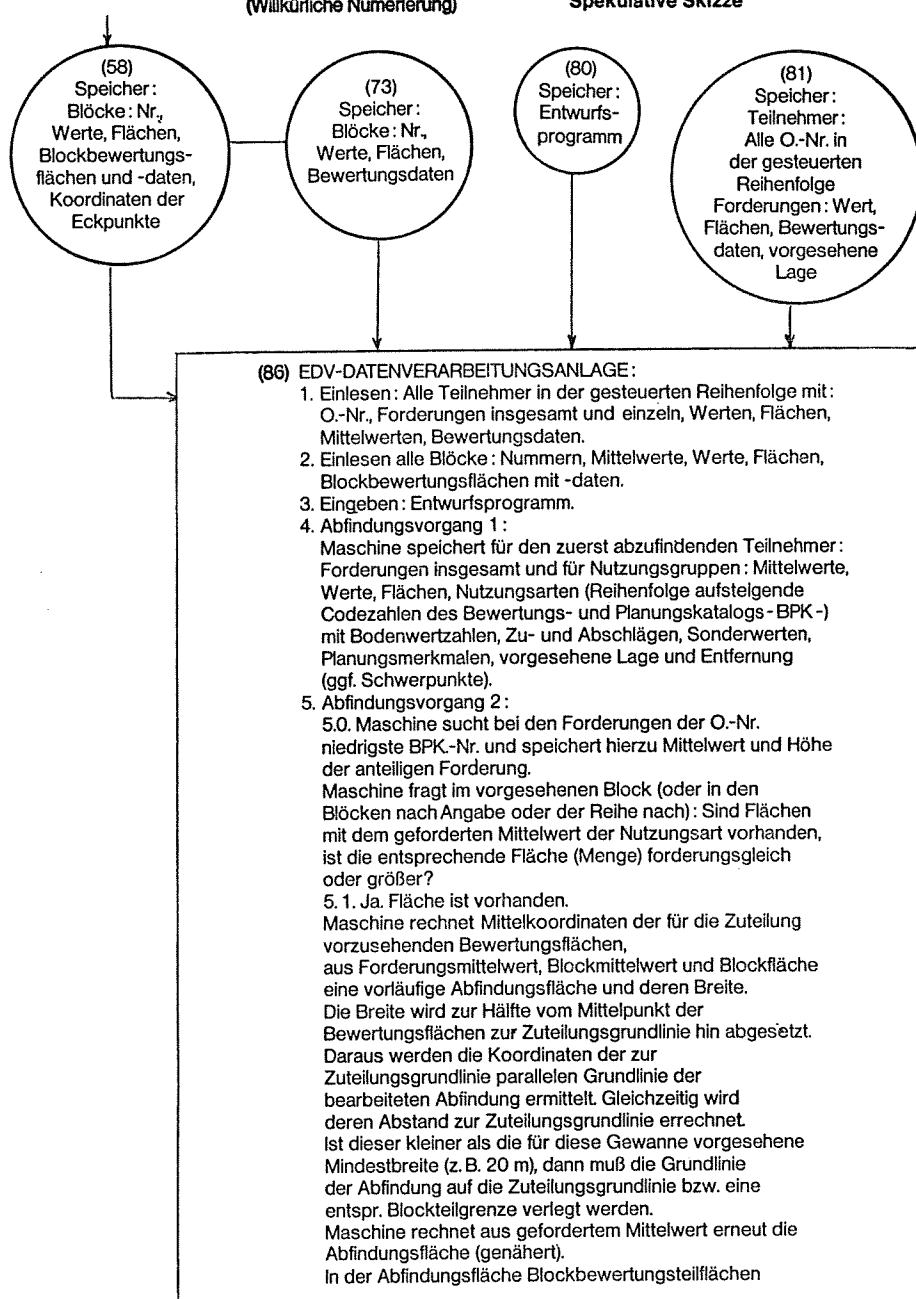 (Willkürliche Numerierung)
Spekulative Skizze
(58)
Speicher:
Blöcke: Nr.,
Werte, Flächen,
Blockbewertungs-
flächen und -daten,
Koordinaten der
Eckpunkte
(73)
Speicher:
Blöcke: Nr.,
Werte, Flächen,
Bewertungsdaten
(80)
Speicher:
Entwurfs-
programm
(81)
Speicher:
Teilnehmer:
Alle O.-Nr. in
der gesteuerten
Reihenfolge
Forderungen: Wert,
Flächen, Bewertungs-
daten, vorgesehene
Lage
(86) EDV-DATENVERARBEITUNGSANLAGE:
1. Einlesen: Alle Teilnehmer in der gesteuerten Reihenfolge mit:
O.-Nr., Forderungen insgesamt und einzeln, Werten, Flächen,
Mittelwerten, Bewertungsdaten.
2. Einlesen alle Blöcke: Nummern, Mittelwerte, Werte, Flächen,
Blockbewertungsflächen mit -daten.
3. Eingeben: Entwurfsprogramm.
4. Abfindungsvorgang 1:
Maschine speichert für den zuerst abzufindenden Teilnehmer:
Forderungen insgesamt und für Nutzungsgruppen: Mittelwerte,
Werte, Flächen, Nutzungsarten (Reihenfolge aufsteigende
Codezahlen des Bewertungs- und Planungskatalogs - BPK -)
mit Bodenwertzahlen, Zu- und Abschlägen, Sonderwerten,
Planungsmerkmalen, vorgesehene Lage und Entfernung
(ggf. Schwerpunkte).
5. Abfindungsvorgang 2:
5.0. Maschine sucht bei den Forderungen der O.-Nr.
niedrigste BPK.-Nr. und speichert hierzu Mittelwert und Höhe
der anteiligen Forderung.
Maschine fragt im vorgesehenen Block (oder in den
Blöcken nach Angabe oder der Reihe nach): Sind Flächen
mit dem geforderten Mittelwert der Nutzungsart vorhanden,
ist die entsprechende Fläche (Menge) forderungsgleich
oder größer?
5.1. Ja. Fläche ist vorhanden.
Maschine rechnet Mittelkoordinaten der für die Zuteilung
vorzusehenden Bewertungsflächen,
aus Forderungsmittelwert, Blockmittelwert und Blockfläche
eine vorläufige Abfindungsfläche und deren Breite.
Die Breite wird zur Hälfte vom Mittelpunkt der
Bewertungsflächen zur Zuteilungsgrundlinie hin abgesetzt.
Daraus werden die Koordinaten der zur
Zuteilungsgrundlinie parallelen Grundlinie der
bearbeiteten Abfindung ermittelt. Gleichzeitig wird
deren Abstand zur Zuteilungsgrundlinie errechnet.
Ist dieser kleiner als die für diese Gewanne vorgesehene
Mindestbreite (z. B. 20 m), dann muß die Grundlinie
der Abfindung auf die Zuteilungsgrundlinie bzw. eine
entspr. Blockteilgrenze verlegt werden.
Maschine rechnet aus gefordertem Mittelwert erneut die
Abfindungsfläche (genähert).
In der Abfindungsfläche Blockbewertungsteilflächen